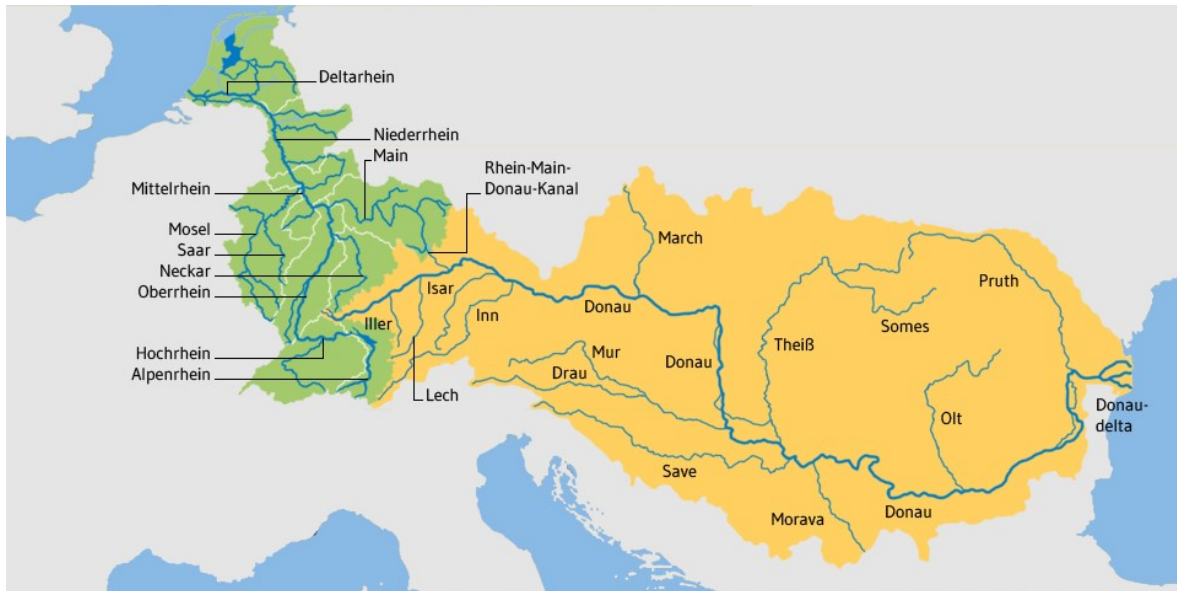 Deltarhein
Niederrhein
Main
Rhein-Main-
Donau-Kanal
Mittelrhein
Mosel
Saar
Neckar
Oberrhein
Hochrhein
Alpenrhein
Iller
Isar
Inn
Lech
March
Donau
Mur
Drau
Donau
Save
Theiß
Somes
Pruth
Olt
Morava
Donau
Donau-
delta